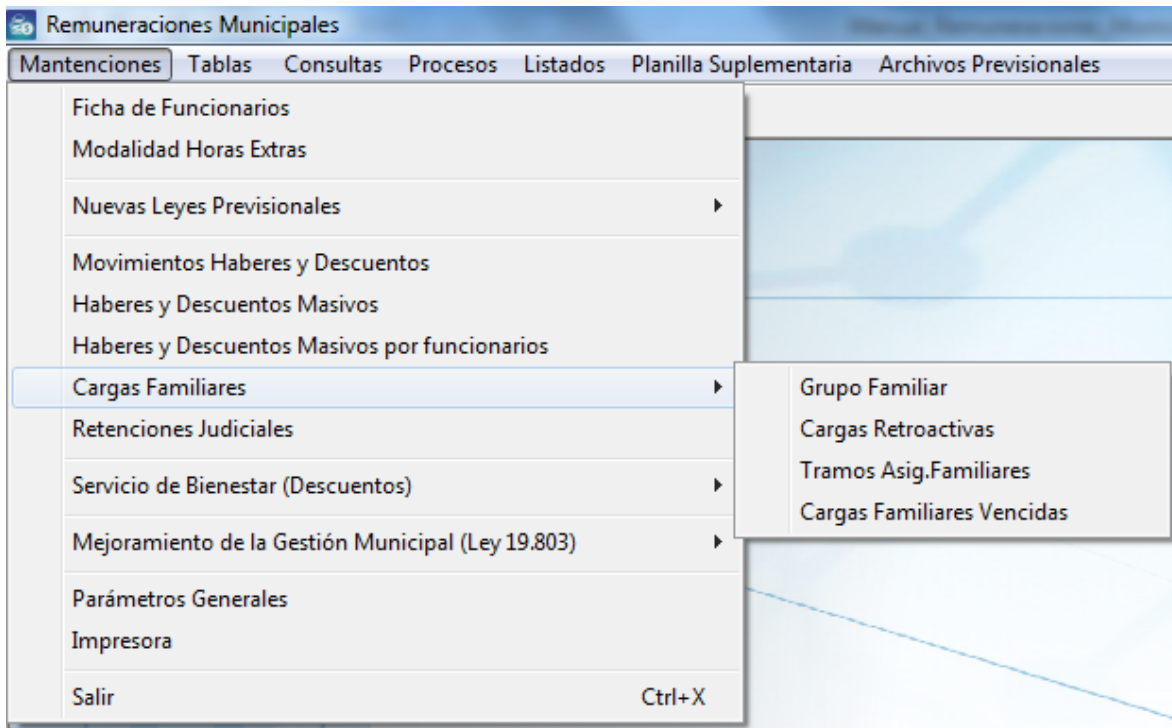 Remuneraciones Municipales
Mantenciones Tablas Consultas Procesos Listados Planilla Suplementaria Archivos Previsionales
Ficha de Funcionarios
Modalidad Horas Extras
Nuevas Leyes Previsionales
Movimientos Haberes y Descuentos
Haberes y Descuentos Masivos
Haberes y Descuentos Masivos por funcionarios
Cargas Familiares
Grupo Familiar
Cargas Retroactivas
Tramos Asig.Familiares
Cargas Familiares Vencidas
Retenciones Judiciales
Servicio de Bienestar (Descuentos)
Mejoramiento de la Gestión Municipal (Ley 19.803)
Parámetros Generales
Impresora
Salir Ctrl+X